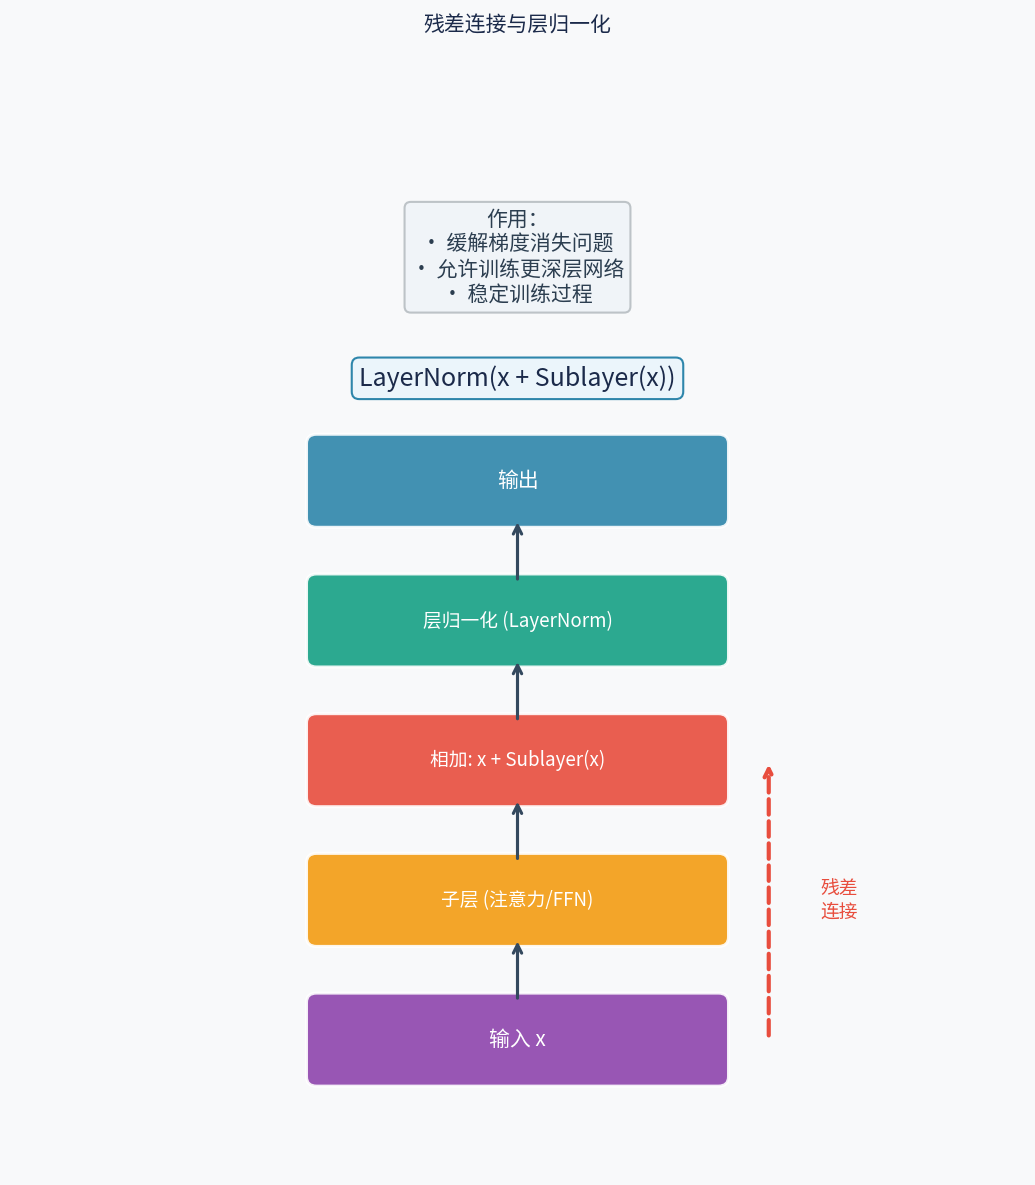 残差连接与层归一化
作用：
• 缓解梯度消失问题
• 允许训练更深层网络
• 稳定训练过程
LayerNorm(x + Sublayer(x))
输出
层归一化 (LayerNorm)
相加: x + Sublayer(x)
子层 (注意力/FFN)
残差
连接
输入 x